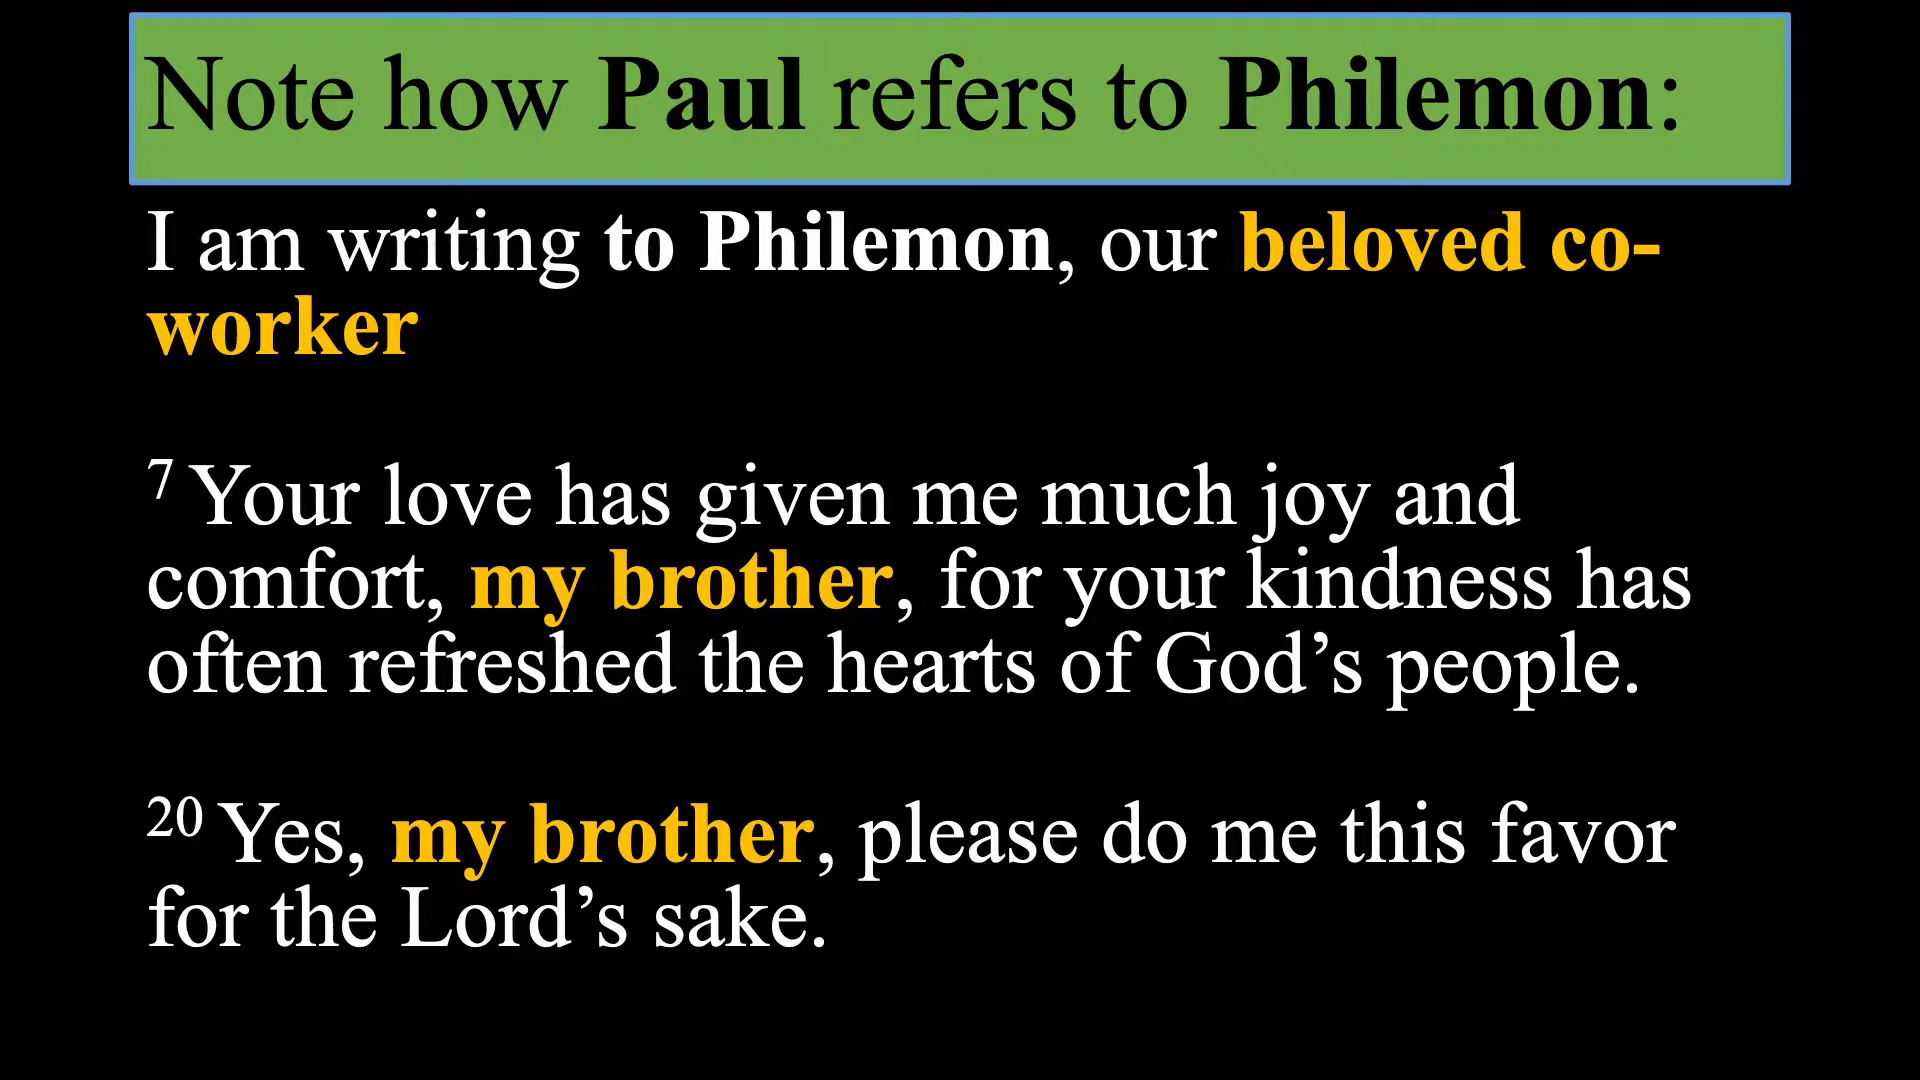 Note how Paul refers to Philemon:
I am writing to Philemon, our beloved co-
worker
7 Your love has given me much joy and
comfort, my brother, for your kindness has
often refreshed the hearts of God’s people.
20 Yes, my brother, please do me this favor
for the Lord’s sake.